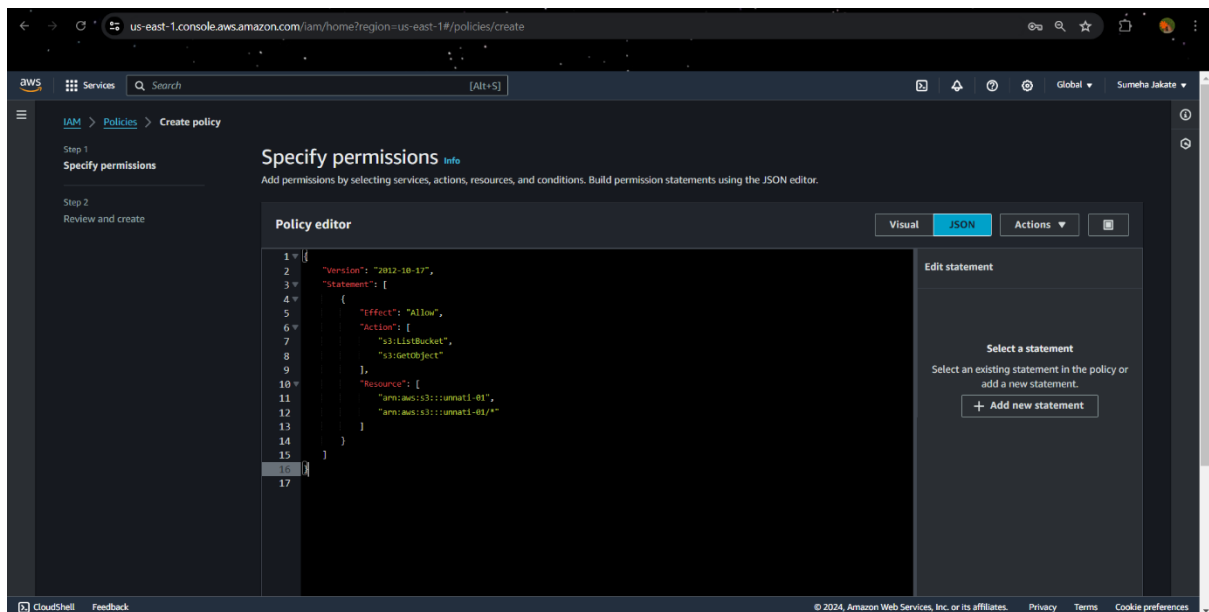 us-east-1.console.aws.amazon.com/iam/home?region=us-east-1#/policies/create
aws Services Search [Alt+S] Global Sumeha Jakate
IAM > Policies > Create policy
Step 1
Specify permissions
Step 2
Review and create
Specify permissions Info
Add permissions by selecting services, actions, resources, and conditions. Build permission statements using the JSON editor.
Policy editor
Visual JSON Actions
1 {
2 "Version": "2012-10-17",
3 "Statement": [
4 {
5 "Effect": "Allow",
6 "Action": [
7 "s3:ListBucket",
8 "s3:GetObject"
9 ],
10 "Resource": [
11 "arn:aws:s3:::unnati-01",
12 "arn:aws:s3:::unnati-01/*"
13 ]
14 }
15 ]
16 }
17
Edit statement
Select a statement
Select an existing statement in the policy or
add a new statement.
+ Add new statement
CloudShell Feedback © 2024, Amazon Web Services, Inc. or its affiliates. Privacy Terms Cookie preferences